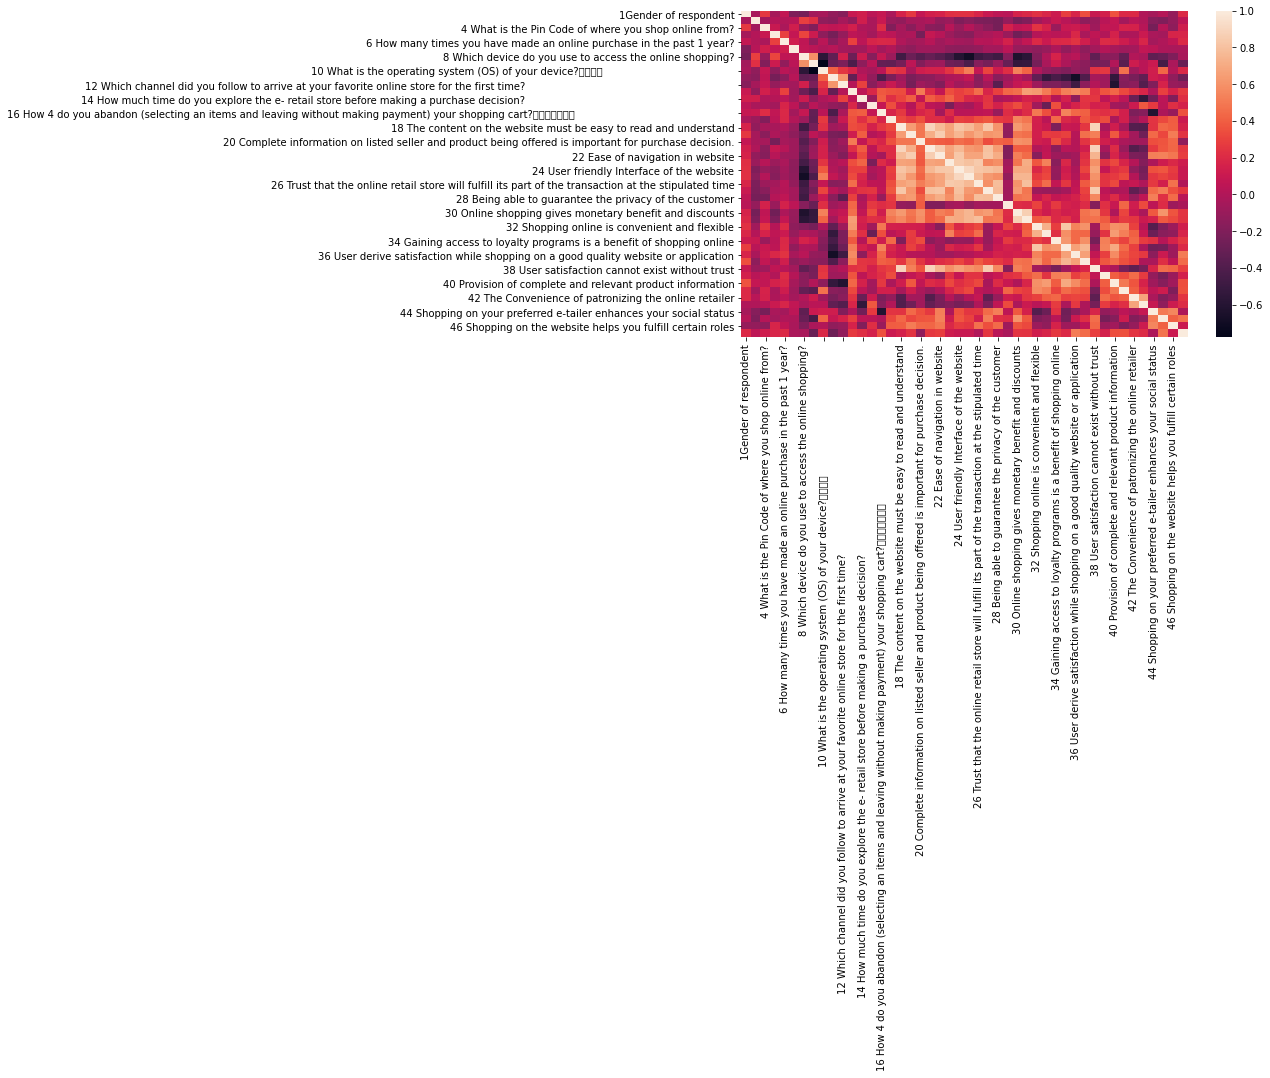 1Gender of respondent
4 What is the Pin Code of where you shop online from?
6 How many times you have made an online purchase in the past 1 year?
8 Which device do you use to access the online shopping?
10 What is the operating system (OS) of your device?▯▯▯▯
12 Which channel did you follow to arrive at your favorite online store for the first time?
14 How much time do you explore the e- retail store before making a purchase decision?
16 How 4 do you abandon (selecting an items and leaving without making payment) your shopping cart?▯▯▯▯▯▯▯
18 The content on the website must be easy to read and understand
20 Complete information on listed seller and product being offered is important for purchase decision.
22 Ease of navigation in website
24 User friendly Interface of the website
26 Trust that the online retail store will fulfill its part of the transaction at the stipulated time
28 Being able to guarantee the privacy of the customer
30 Online shopping gives monetary benefit and discounts
32 Shopping online is convenient and flexible
34 Gaining access to loyalty programs is a benefit of shopping online
36 User derive satisfaction while shopping on a good quality website or application
38 User satisfaction cannot exist without trust
40 Provision of complete and relevant product information
42 The Convenience of patronizing the online retailer
44 Shopping on your preferred e-tailer enhances your social status
46 Shopping on the website helps you fulfill certain roles
1Gender of respondent
4 What is the Pin Code of where you shop online from?
6 How many times you have made an online purchase in the past 1 year?
8 Which device do you use to access the online shopping?
10 What is the operating system (OS) of your device?▯▯▯▯
12 Which channel did you follow to arrive at your favorite online store for the first time?
14 How much time do you explore the e- retail store before making a purchase decision?
16 How 4 do you abandon (selecting an items and leaving without making payment) your shopping cart?▯▯▯▯▯▯▯
18 The content on the website must be easy to read and understand
20 Complete information on listed seller and product being offered is important for purchase decision.
22 Ease of navigation in website
24 User friendly Interface of the website
26 Trust that the online retail store will fulfill its part of the transaction at the stipulated time
28 Being able to guarantee the privacy of the customer
30 Online shopping gives monetary benefit and discounts
32 Shopping online is convenient and flexible
34 Gaining access to loyalty programs is a benefit of shopping online
36 User derive satisfaction while shopping on a good quality website or application
38 User satisfaction cannot exist without trust
40 Provision of complete and relevant product information
42 The Convenience of patronizing the online retailer
44 Shopping on your preferred e-tailer enhances your social status
46 Shopping on the website helps you fulfill certain roles
1.0
0.8
0.6
0.4
0.2
0.0
−0.2
−0.4
−0.6